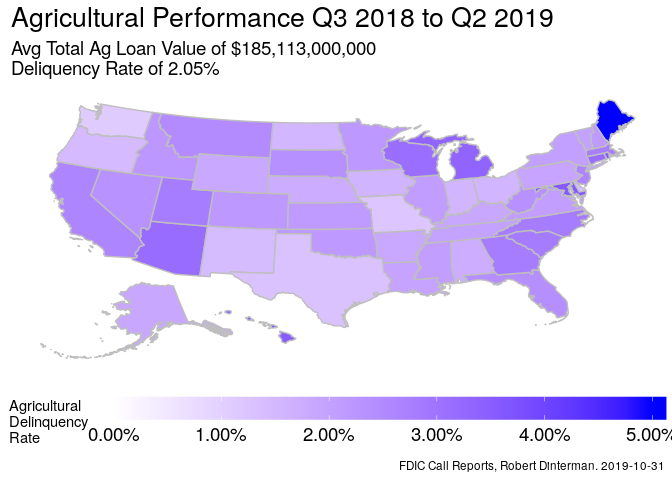 Agricultural Performance Q3 2018 to Q2 2019
Avg Total Ag Loan Value of $185,113,000,000
Deliquency Rate of 2.05%
Agricultural
Delinquency
Rate
0.00% 1.00% 2.00% 3.00% 4.00% 5.00%
FDIC Call Reports, Robert Dinterman. 2019-10-31